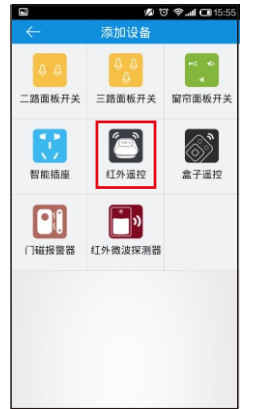 15:55
添加设备
二路面板开关 三路面板开关 窗帘面板开关
智能插座 红外遥控 盒子遥控
门磁报警器 红外微波探测器